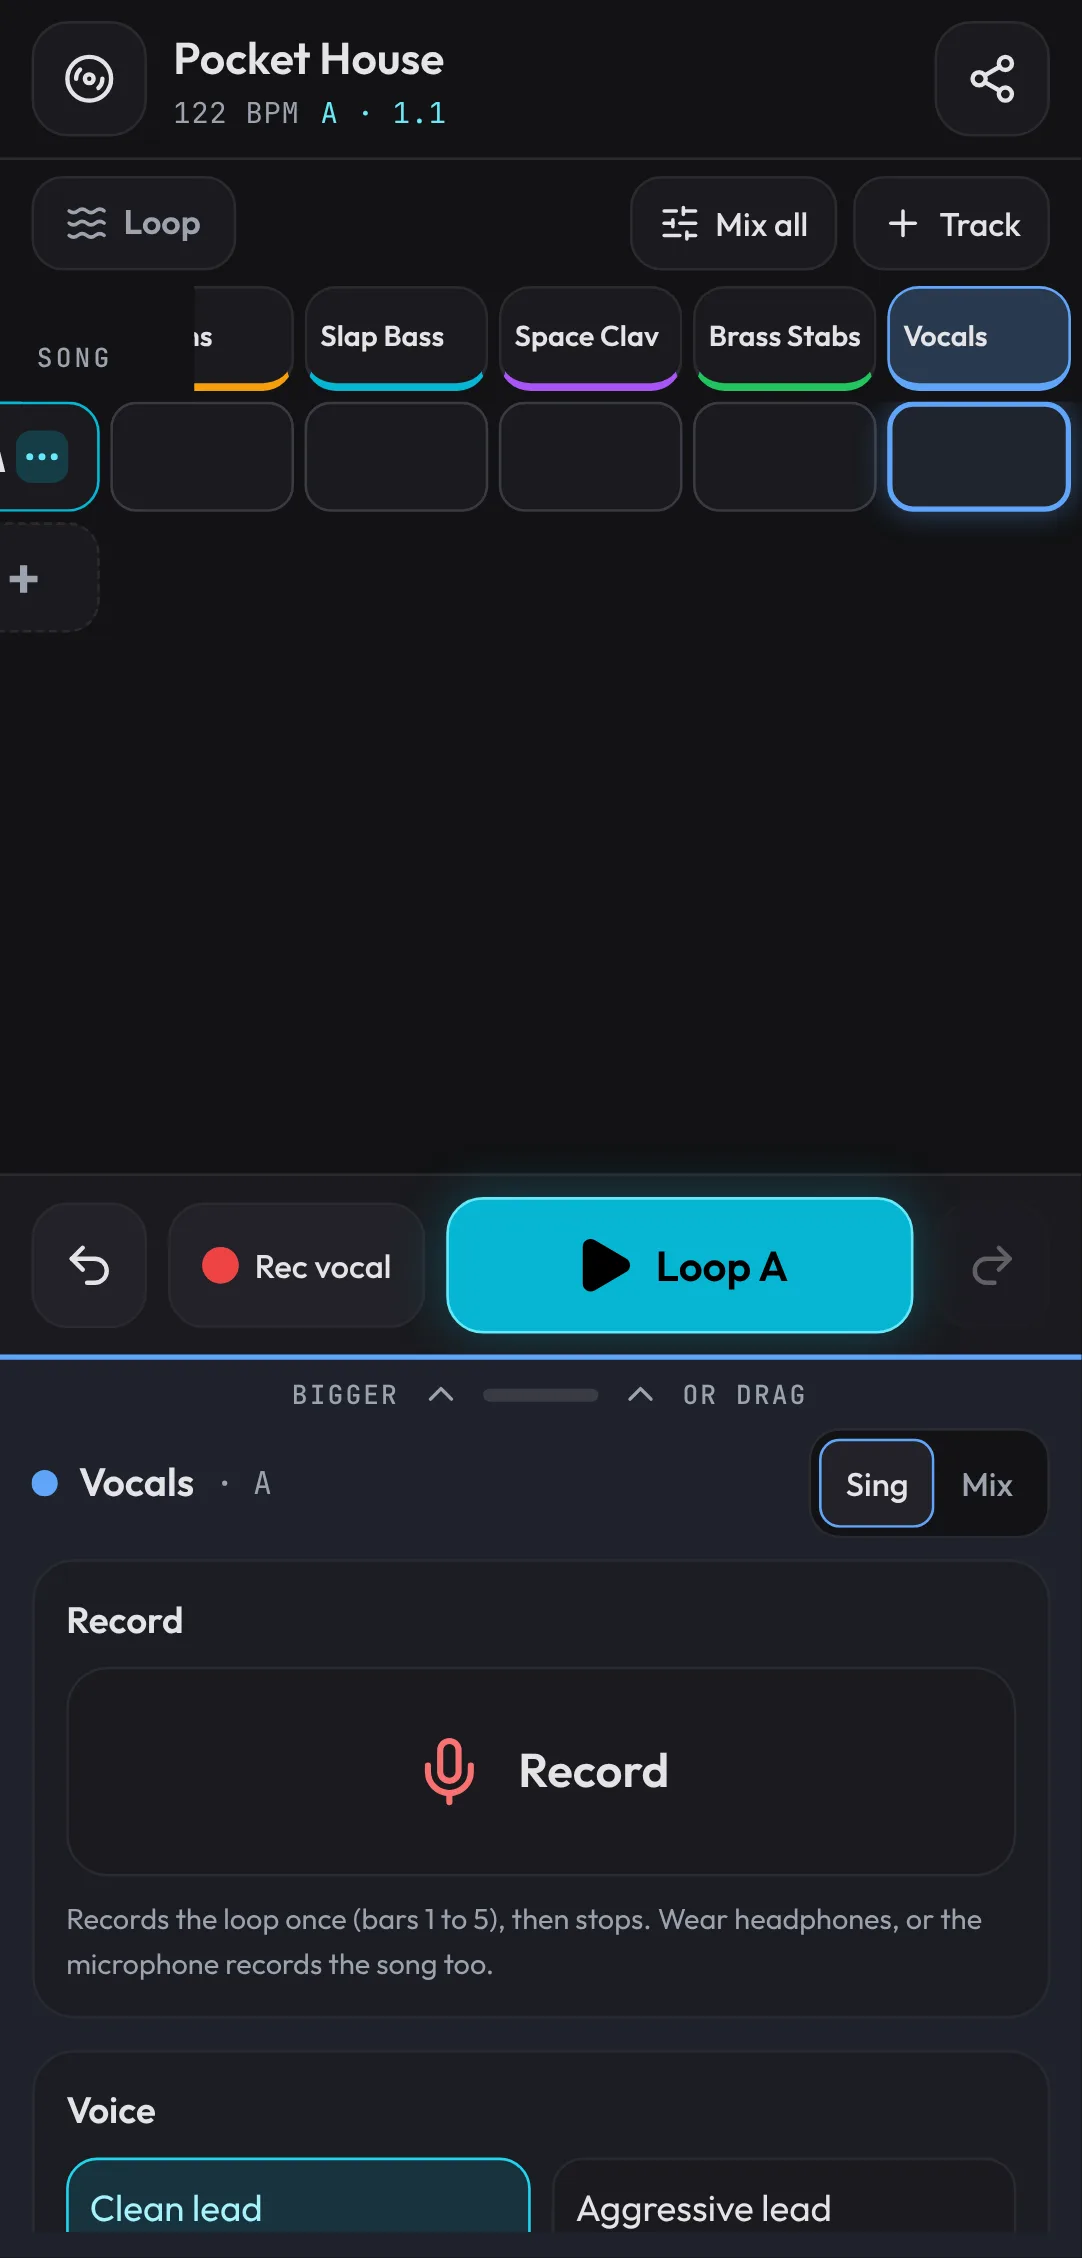 Pocket House
122 BPM A · 1.1
Loop
Mix all
Track
SONG
Slap Bass
Space Clav
Brass Stabs
Vocals
Rec vocal
Loop A
BIGGER
OR DRAG
Vocals · A
Sing
Mix
Record
Record
Records the loop once (bars 1 to 5), then stops. Wear headphones, or the
microphone records the song too.
Voice
Clean lead
Aggressive lead